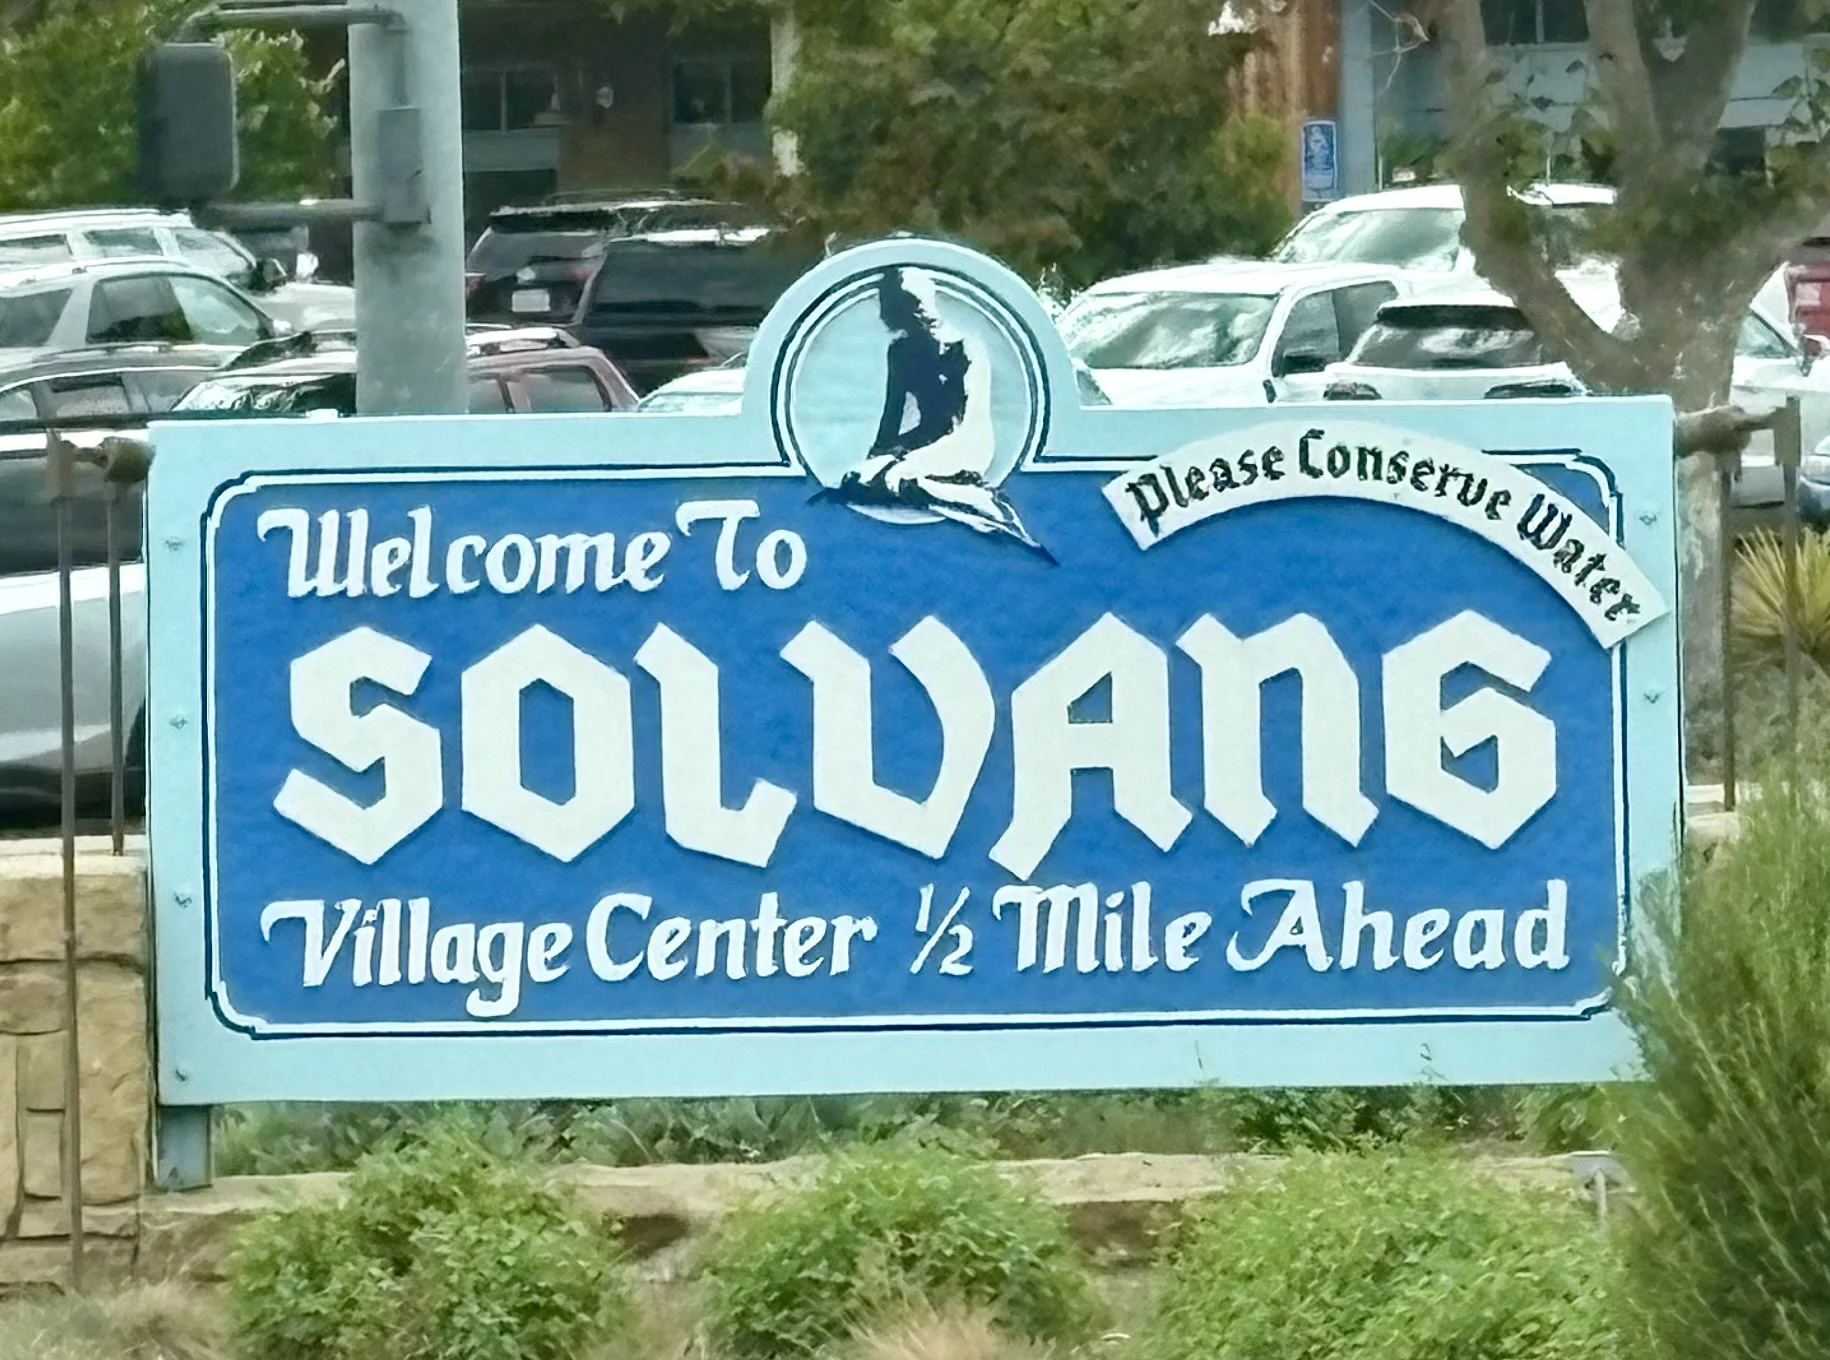 Please Conserve Water
Welcome To
SOLVANG
Village Center ½ Mile Ahead